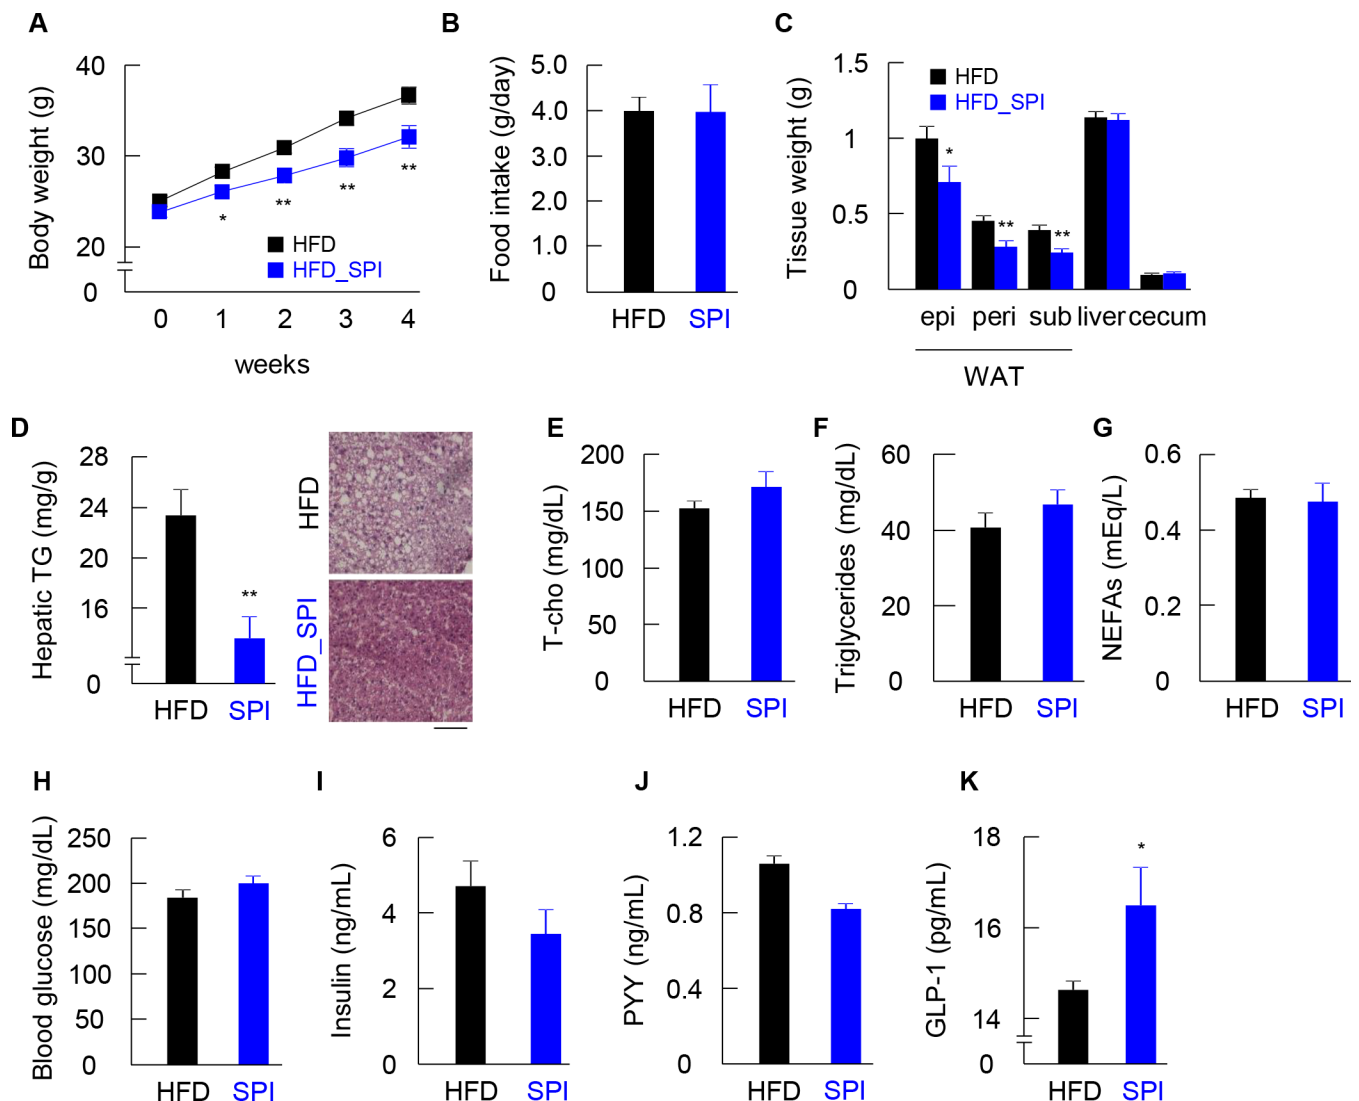 A
Body weight (g)
40
30
20
0
*
**
**
**
HFD
HFD_SPI
0 1 2 3 4
weeks
B
Food intake (g/day)
5.0
4.0
3.0
2.0
1.0
0
HFD SPI
C
Tissue weight (g)
1.5
1
0.5
0
HFD
HFD_SPI
*
**
**
epi peri sub liver cecum
WAT
D
Hepatic TG (mg/g)
28
24
20
16
0
**
HFD SPI
HFD
HFD_SPI
E
T-cho (mg/dL)
200
150
100
50
0
HFD SPI
F
Triglycerides (mg/dL)
60
40
20
0
HFD SPI
G
NEFAs (mEq/L)
0.6
0.4
0.2
0
HFD SPI
H
Blood glucose (mg/dL)
250
200
150
100
50
0
HFD SPI
I
Insulin (ng/mL)
6
4
2
0
HFD SPI
J
PYY (ng/mL)
1.2
0.8
0.4
0
HFD SPI
K
GLP-1 (pg/mL)
18
16
14
0
*
HFD SPI